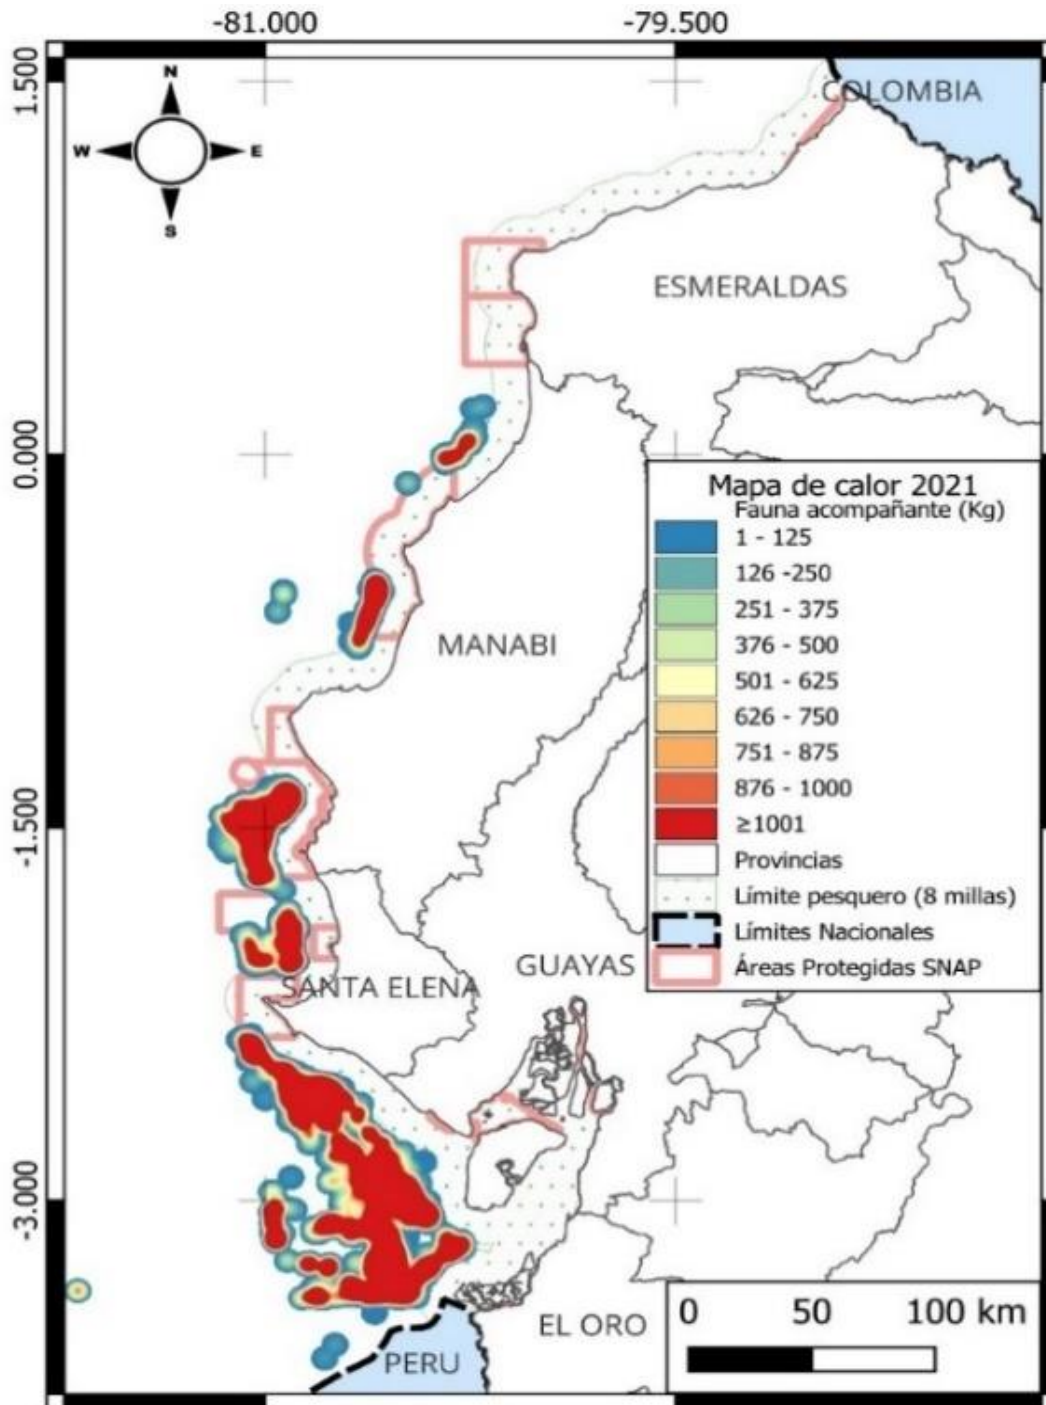 -81.000 -79.500
1.500
0.000
-1.500
-3.000
N
W E
S
COLOMBIA
ESMERALDAS
MANABI
SANTA ELENA
GUAYAS
EL ORO
PERU
Mapa de calor 2021
Fauna acompañante (Kg)
1 - 125
126 -250
251 - 375
376 - 500
501 - 625
626 - 750
751 - 875
876 - 1000
≥1001
Provincias
Límite pesquero (8 millas)
Límites Nacionales
Áreas Protegidas SNAP
0 50 100 km